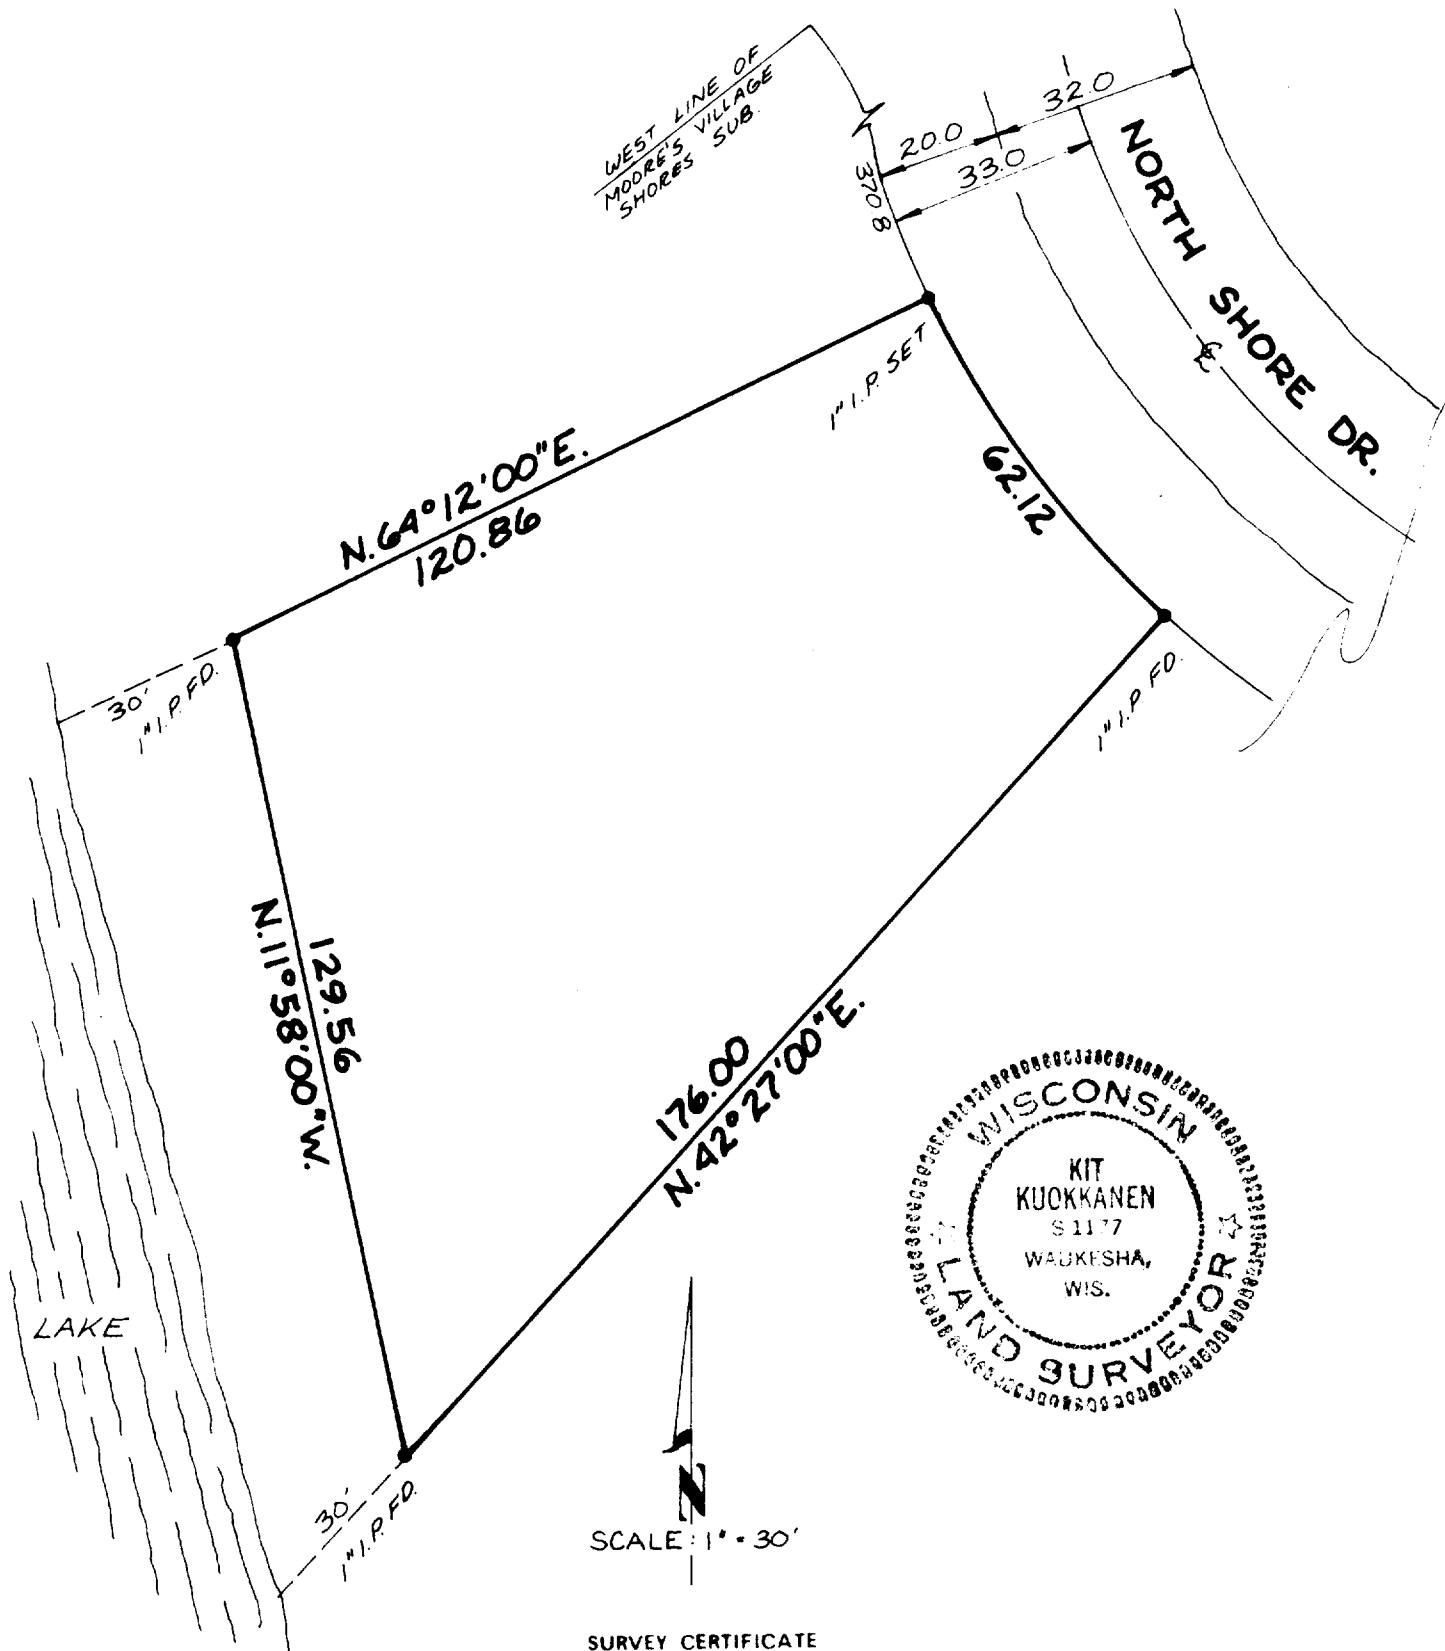 WEST LINE OF
MOORE'S VILLAGE
SHORES SUB.
32.0
20.0
33.0
370.8
NORTH SHORE DR.
℄
1" I.P. SET
62.12
N.64°12'00"E.
120.86
30'
1" I.P. FD.
1" I.P. FD.
129.56
N.11°58'00"W.
176.00
N.42°27'00"E.
WISCONSIN
KIT
KUOKKANEN
S 1177
WAUKESHA,
WIS.
LAND SURVEYOR
LAKE
30'
1" I.P. FD.
N
SCALE: 1" = 30'
SURVEY CERTIFICATE